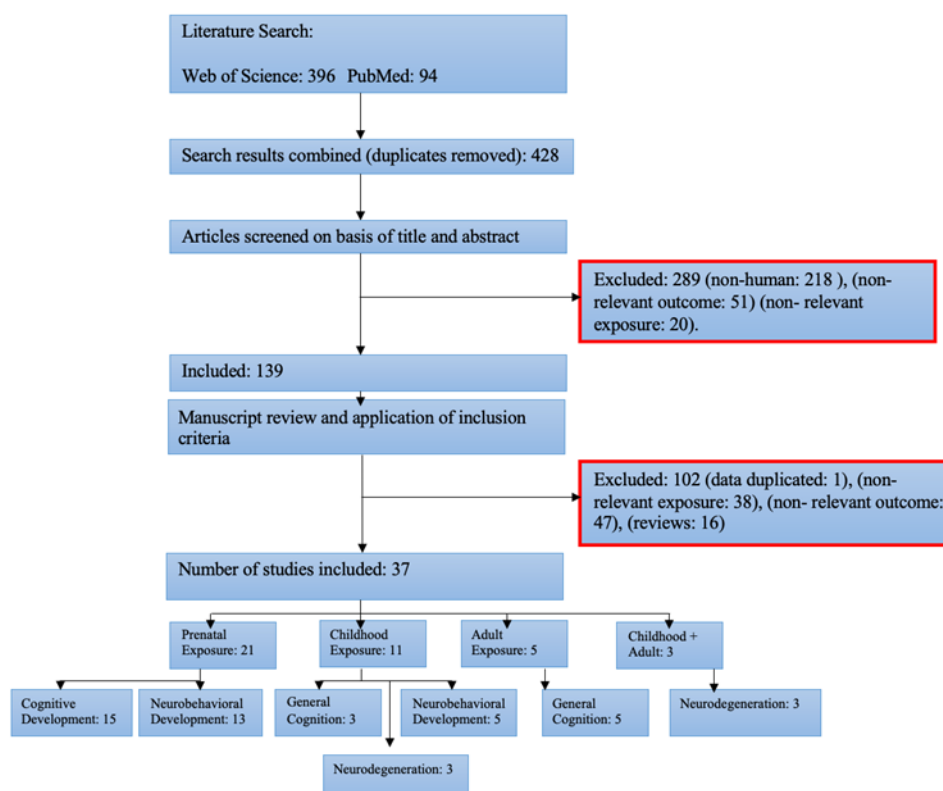 Literature Search:
Web of Science: 396 PubMed: 94
Search results combined (duplicates removed): 428
Articles screened on basis of title and abstract
Excluded: 289 (non-human: 218 ), (non-
relevant outcome: 51) (non- relevant
exposure: 20).
Included: 139
Manuscript review and application of inclusion
criteria
Excluded: 102 (data duplicated: 1), (non-
relevant exposure: 38), (non- relevant outcome:
47), (reviews: 16)
Number of studies included: 37
Prenatal
Exposure: 21
Childhood
Exposure: 11
Adult
Exposure: 5
Childhood +
Adult: 3
Cognitive
Development: 15
Neurobehavioral
Development: 13
General
Cognition: 3
Neurobehavioral
Development: 5
General
Cognition: 5
Neurodegeneration: 3
Neurodegeneration: 3